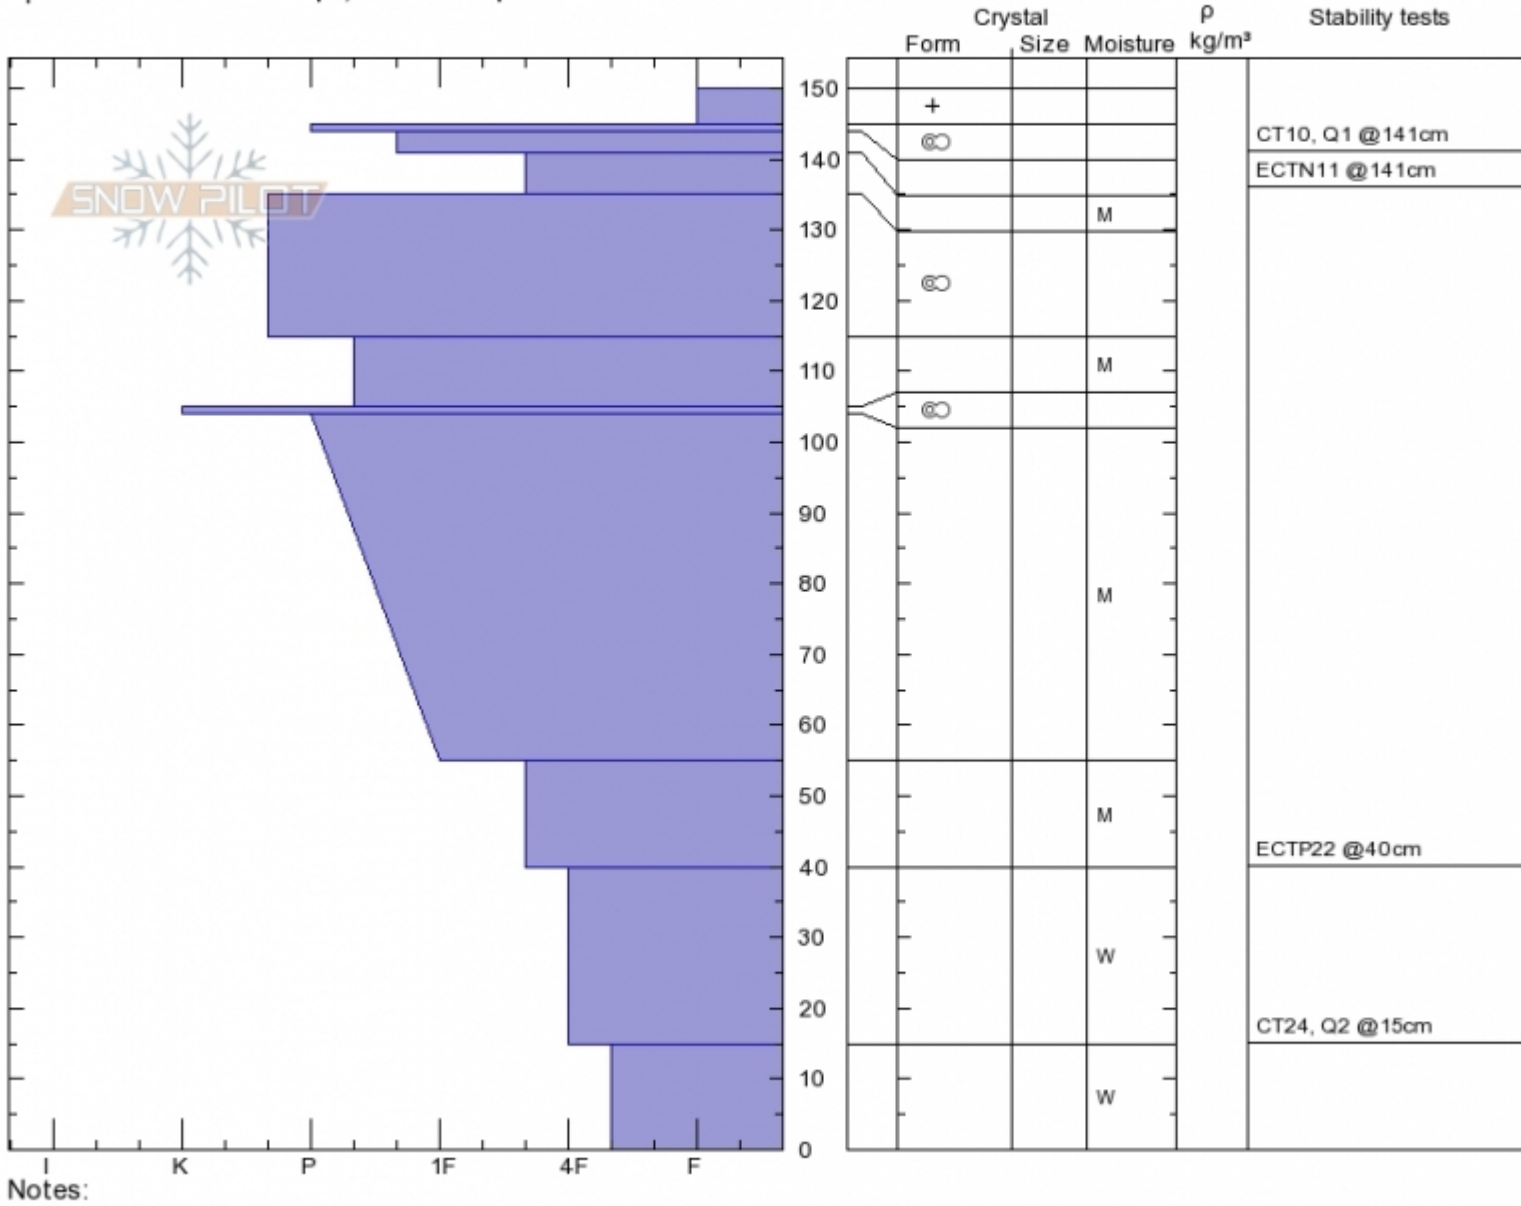 Crystal ρ Stability tests
Form Size Moisture kg/m³
SNOW PILOT
150
+
CT10, Q1 @141cm
140
ECTN11 @141cm
M
130
120
M
110
100
90
80
M
70
60
50
M
ECTP22 @40cm
40
30
W
20
CT24, Q2 @15cm
10
W
0
I K P 1F 4F F
Notes: